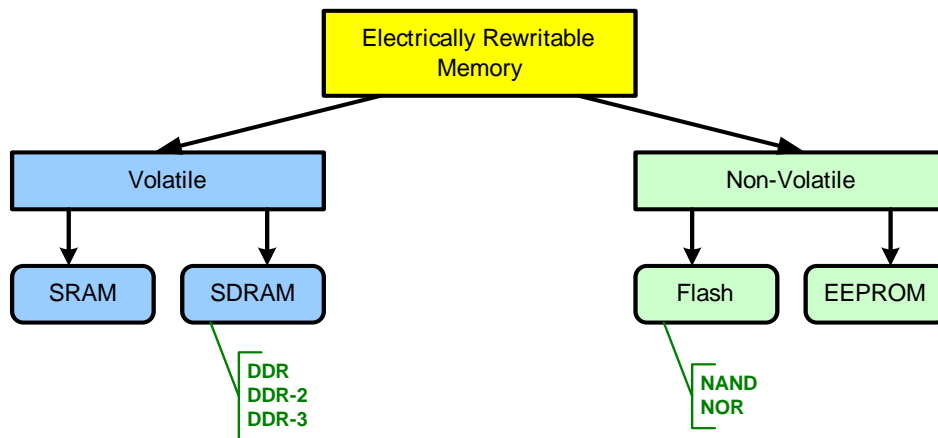 Electrically Rewritable
Memory
Volatile
Non-Volatile
SRAM
SDRAM
Flash
EEPROM
DDR
DDR-2
DDR-3
NAND
NOR